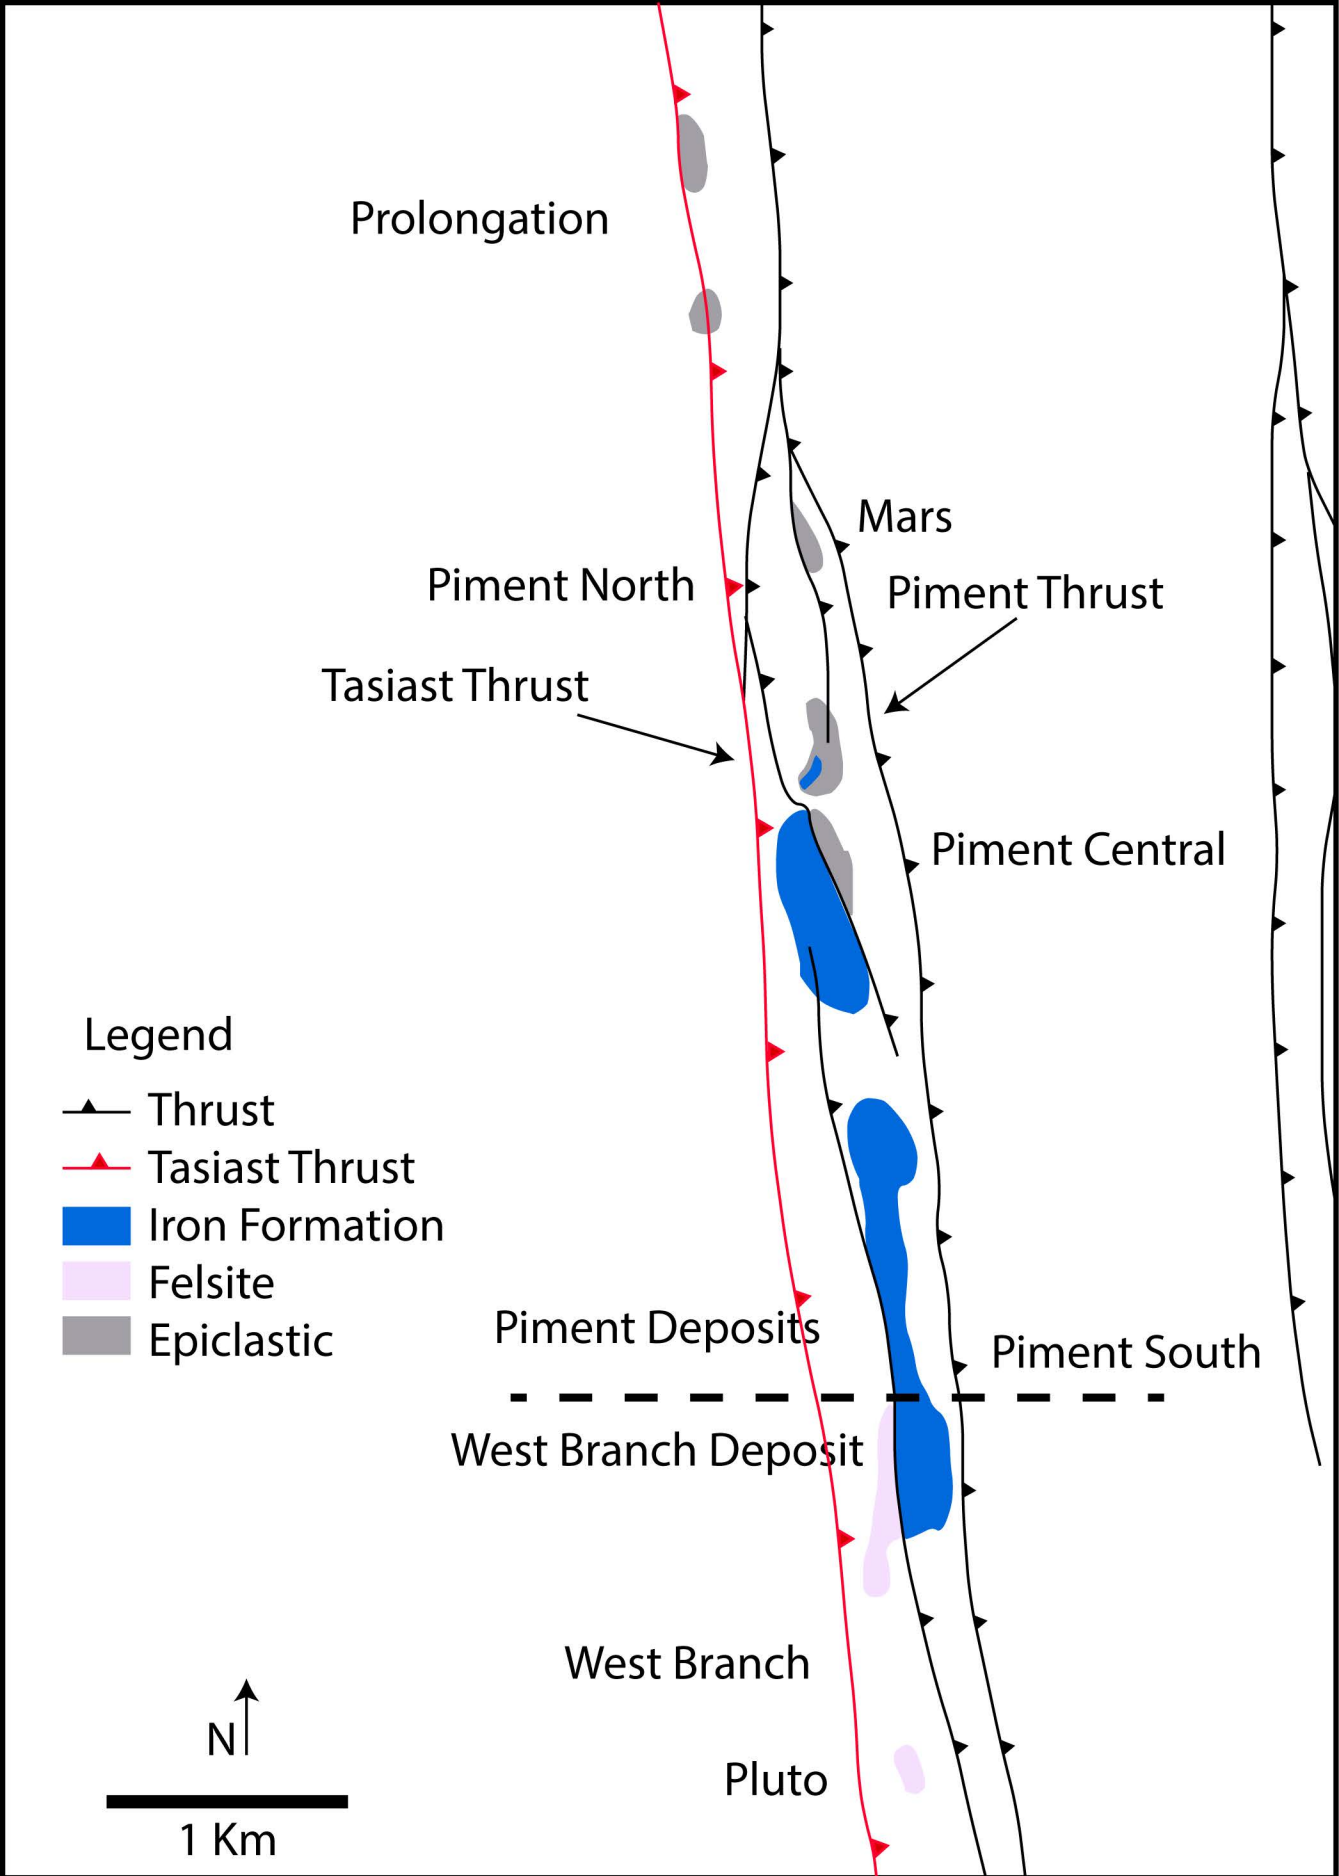 Prolongation
Mars
Piment North
Piment Thrust
Tasiast Thrust
Piment Central
Legend
Thrust
Tasiast Thrust
Iron Formation
Felsite
Epiclastic
Piment Deposits
Piment South
West Branch Deposit
West Branch
N
Pluto
1 Km